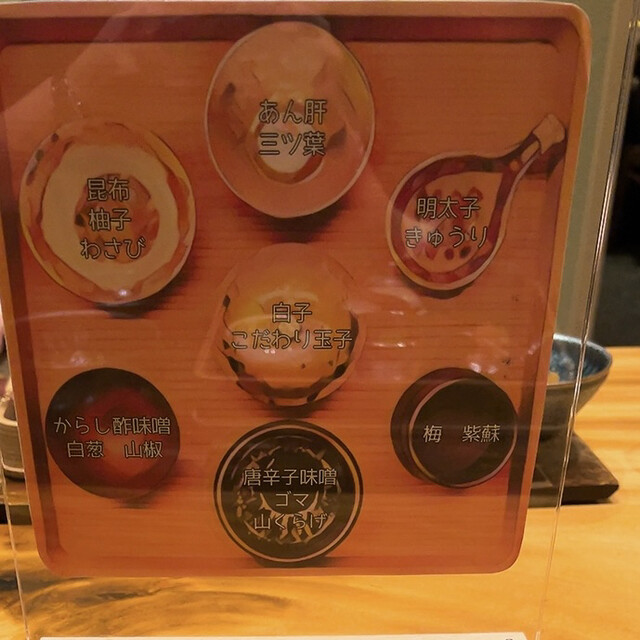 あん肝
三ツ葉
昆布
柚子
わさび
明太子
きゅうり
白子
こだわり玉子
からし酢味噌
白葱 山椒
梅 紫蘇
唐辛子味噌
ゴマ
山くらげ